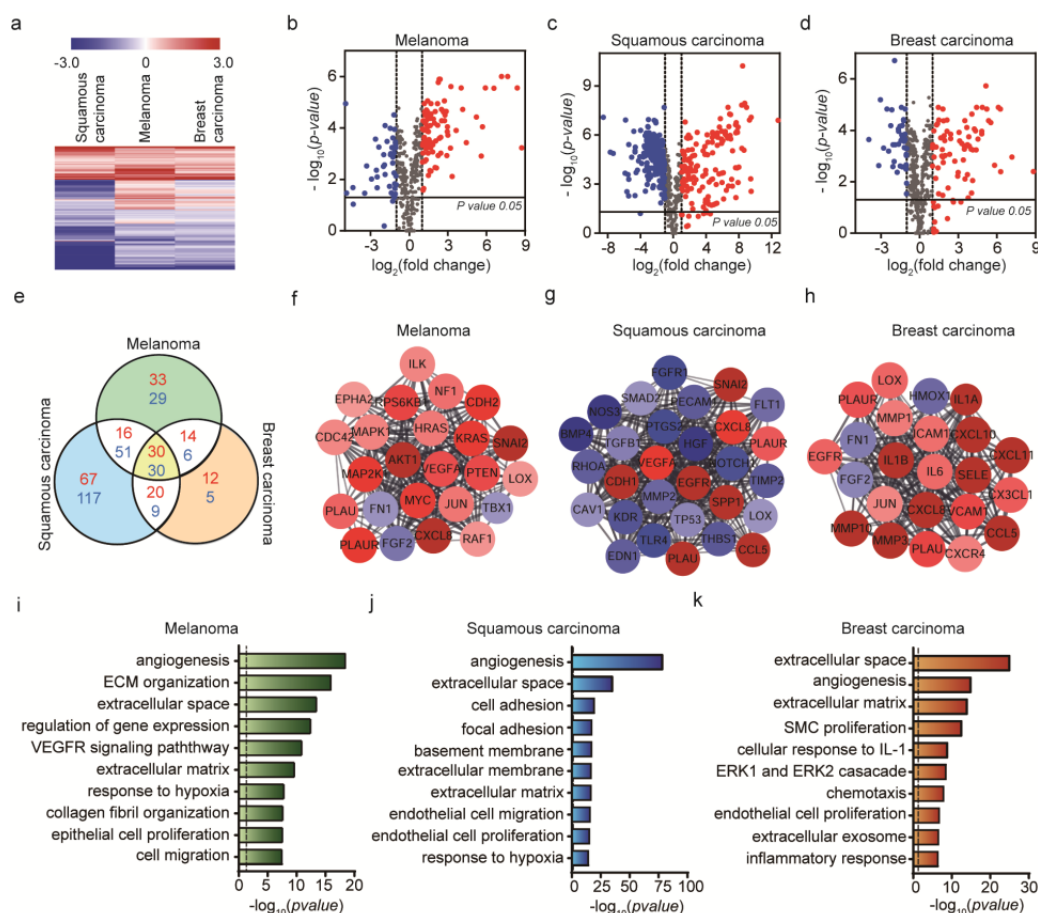 a
-3.0 3.0
Squamous carcinoma
Melanoma
Breast carcinoma
b
Melanoma
- log10(p-value)
6
4
2
0
P value 0.05
-3 0 3 6 9
log2(fold change)
c
Squamous carcinoma
- log10(p-value)
10
5
0
P value 0.05
-8 -4 0 4 8 12
log2(fold change)
d
Breast carcinoma
- log10(p-value)
6
4
2
0
P value 0.05
-3 0 3 6 9
log2(fold change)
e
Melanoma
Squamous carcinoma
Breast carcinoma
33
29
16
51
14
6
30
30
67
117
20
9
12
5
f
Melanoma
ILK
EPHA2
RPS6KB
NF1
CDH2
CDC42
MAPK1
HRAS
KRAS
SNAI2
MAP2K1
AKT1
VEGFA
PTEN
LOX
PLAU
MYC
JUN
TBX1
FN1
PLAUR
FGF2
CXCL8
RAF1
g
Squamous carcinoma
FGFR1
SNAI2
SMAD2
PECAM1
FLT1
NOS3
PTGS2
CXCL8
BMP4
TGFB1
HGF
PLAUR
RHOA
VEGFA
NOTCH1
TIMP2
CDH1
EGFR
CAV1
MMP2
SPP1
LOX
KDR
TP53
EDN1
TLR4
THBS1
PLAU
CCL5
h
Breast carcinoma
LOX
HMOX1
IL1A
PLAUR
MMP1
ICAM1
CXCL10
FN1
CXCL11
EGFR
IL1B
IL6
SELE
FGF2
CX3CL1
JUN
CXCL8
VCAM1
MMP10
MMP3
PLAU
CXCR4
CCL5
i
Melanoma
angiogenesis
ECM organization
extracellular space
regulation of gene expression
VEGFR signaling paththway
extracellular matrix
response to hypoxia
collagen fibril organization
epithelial cell proliferation
cell migration
0 5 10 15 20
-log10(pvalue)
j
Squamous carcinoma
angiogenesis
extracellular space
cell adhesion
focal adhesion
basement membrane
extracellular membrane
extracellular matrix
endothelial cell migration
endothelial cell proliferation
response to hypoxia
0 25 50 75 100
-log10(pvalue)
k
Breast carcinoma
extracellular space
angiogenesis
extracellular matrix
SMC proliferation
cellular response to IL-1
ERK1 and ERK2 casacade
chemotaxis
endothelial cell proliferation
extracellular exosome
inflammatory response
0 10 20 30
-log10(pvalue)